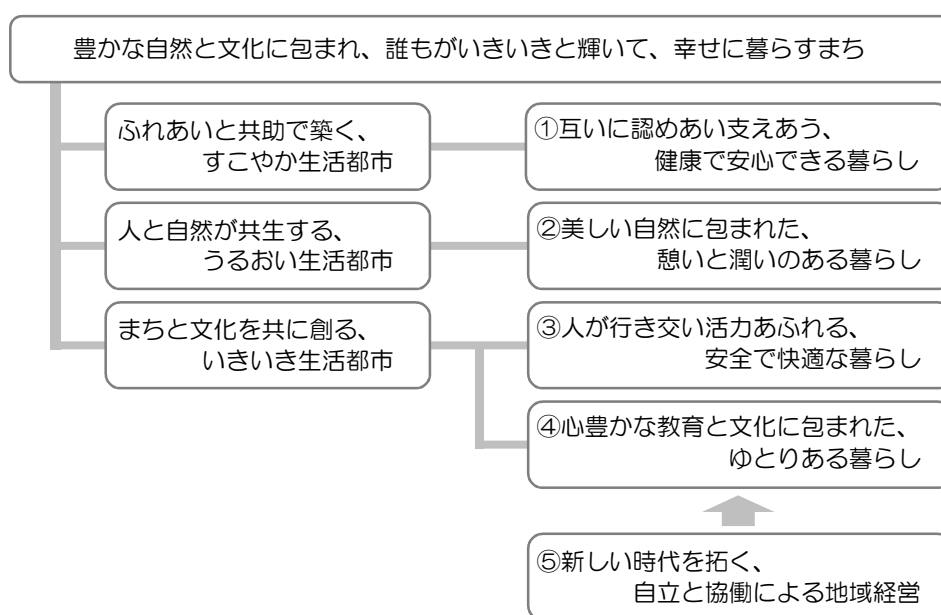 豊かな自然と文化に包まれ、誰もがいきいきと輝いて、幸せに暮らすまち
ふれあいと共助で築く、
すこやか生活都市
①互いに認めあい支えあう、
健康で安心できる暮らし
人と自然が共生する、
うるおい生活都市
②美しい自然に包まれた、
憩いと潤いのある暮らし
まちと文化を共に創る、
いきいき生活都市
③人が行き交い活力あふれる、
安全で快適な暮らし
④心豊かな教育と文化に包まれた、
ゆとりある暮らし
⑤新しい時代を拓く、
自立と協働による地域経営